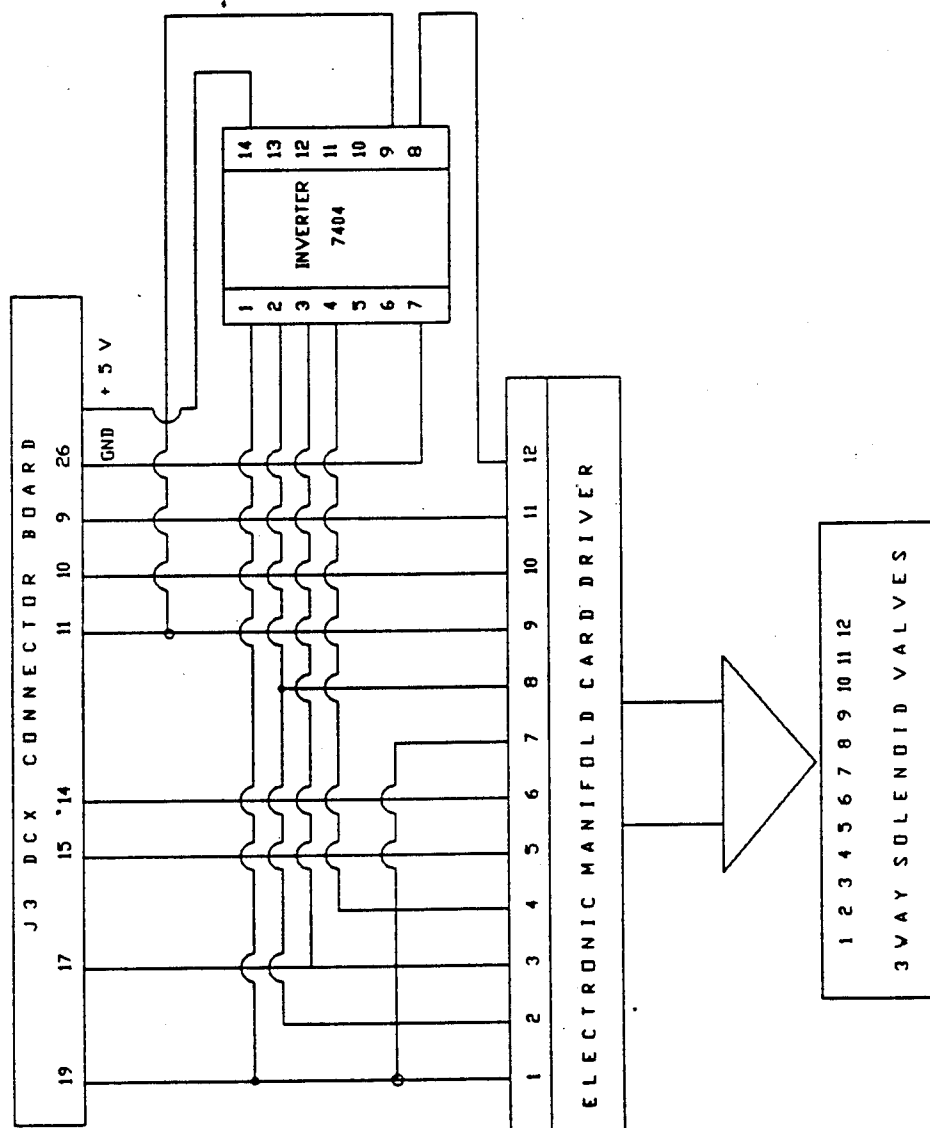 J3 DCX CONNECTOR BOARD
19 17 15 14 11 10 9 26
GND
+ 5 V
INVERTER
7404
1 2 3 4 5 6 7
14 13 12 11 10 9 8
1 2 3 4 5 6 7 8 9 10 11 12
ELECTRONIC MANIFOLD CARD DRIVER
1 2 3 4 5 6 7 8 9 10 11 12
3 WAY SOLENOID VALVES